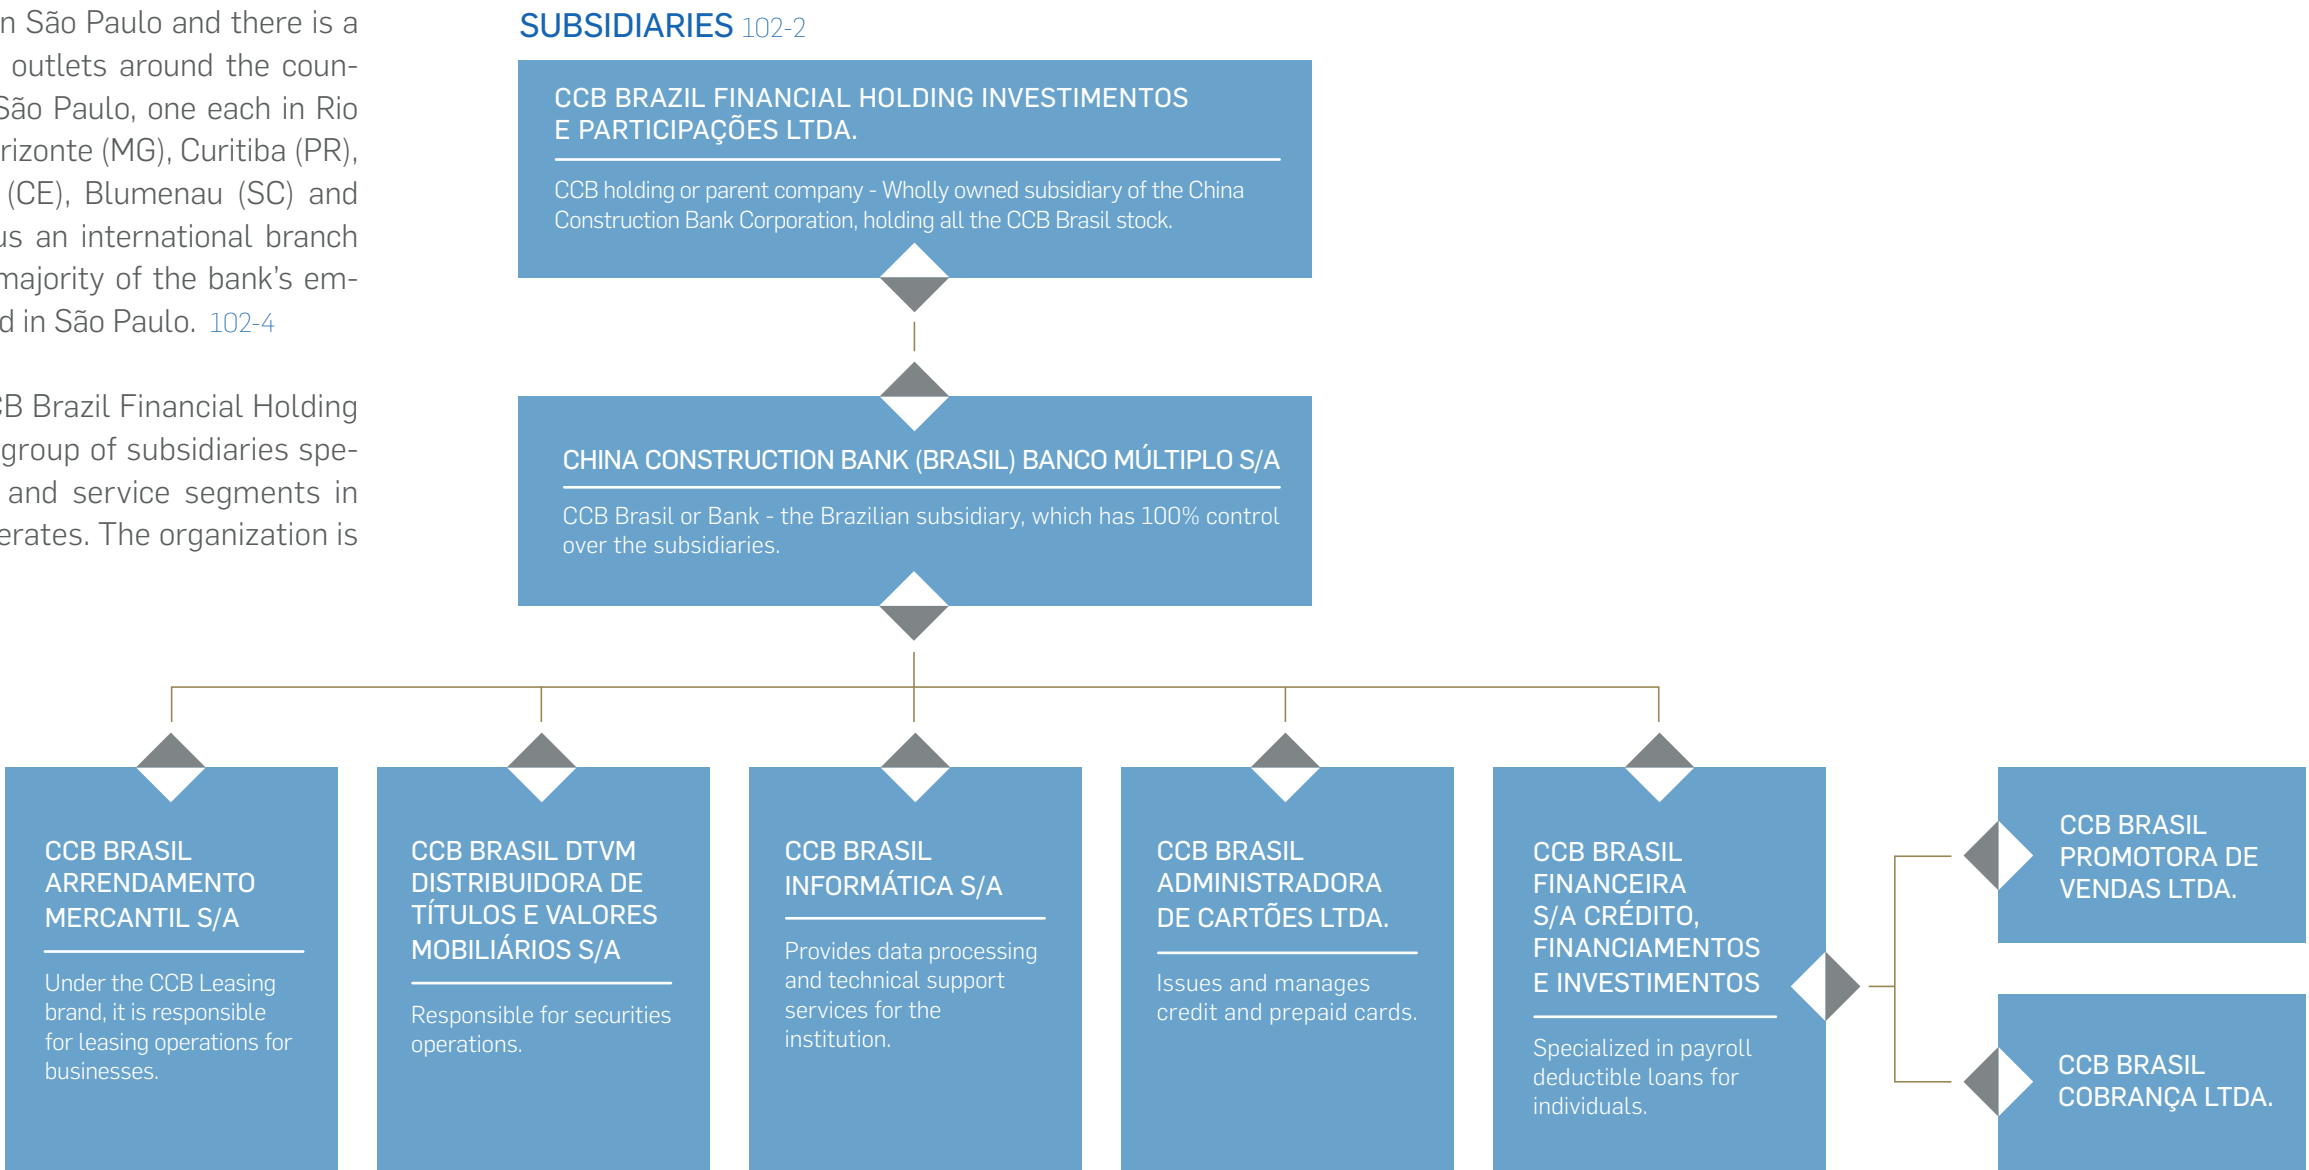 n São Paulo and there is a
outlets around the coun-
São Paulo, one each in Rio
rizonte (MG), Curitiba (PR),
(CE), Blumenau (SC) and
us an international branch
majority of the bank's em-
d in São Paulo. 102-4
CB Brazil Financial Holding
group of subsidiaries spe-
and service segments in
erates. The organization is
SUBSIDIARIES 102-2
CCB BRAZIL FINANCIAL HOLDING INVESTIMENTOS
E PARTICIPAÇÕES LTDA.
CCB holding or parent company - Wholly owned subsidiary of the China
Construction Bank Corporation, holding all the CCB Brasil stock.
CHINA CONSTRUCTION BANK (BRASIL) BANCO MÚLTIPLO S/A
CCB Brasil or Bank - the Brazilian subsidiary, which has 100% control
over the subsidiaries.
CCB BRASIL
ARRENDAMENTO
MERCANTIL S/A
Under the CCB Leasing
brand, it is responsible
for leasing operations for
businesses.
CCB BRASIL DTVM
DISTRIBUIDORA DE
TÍTULOS E VALORES
MOBILIÁRIOS S/A
Responsible for securities
operations.
CCB BRASIL
INFORMÁTICA S/A
Provides data processing
and technical support
services for the
institution.
CCB BRASIL
ADMINISTRADORA
DE CARTÕES LTDA.
Issues and manages
credit and prepaid cards.
CCB BRASIL
FINANCEIRA
S/A CRÉDITO,
FINANCIAMENTOS
E INVESTIMENTOS
Specialized in payroll
deductible loans for
individuals.
CCB BRASIL
PROMOTORA DE
VENDAS LTDA.
CCB BRASIL
COBRANÇA LTDA.